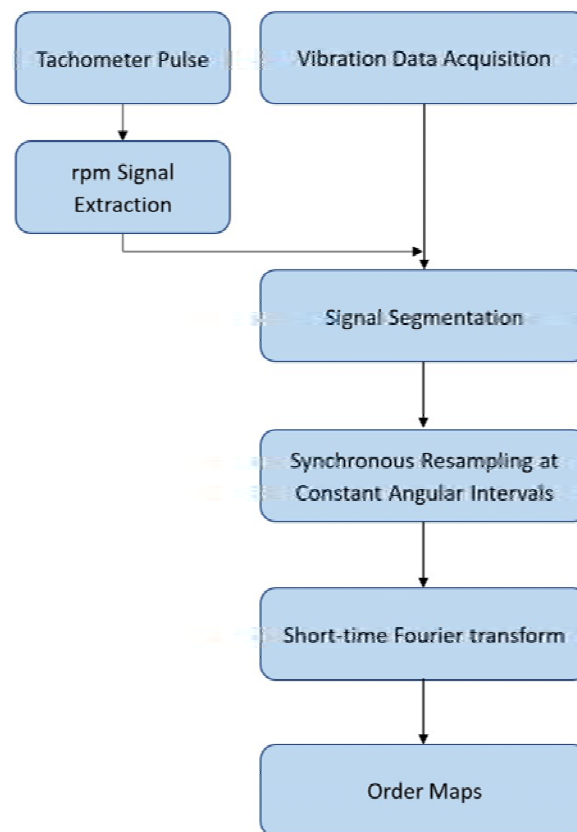 Tachometer Pulse
Vibration Data Acquisition
rpm Signal
Extraction
Signal Segmentation
Synchronous Resampling at
Constant Angular Intervals
Short-time Fourier transform
Order Maps